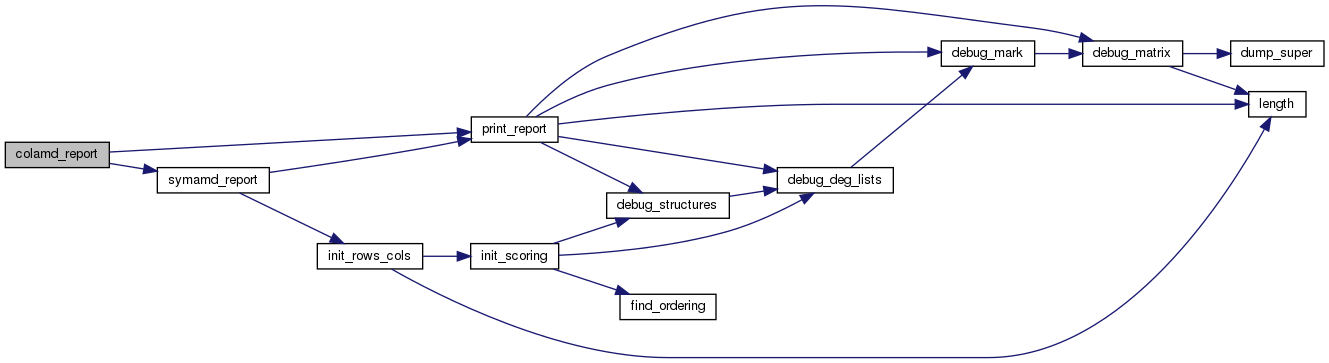 colamd_report
symamd_report
print_report
init_rows_cols
init_scoring
debug_structures
find_ordering
debug_deg_lists
debug_mark
debug_matrix
dump_super
length